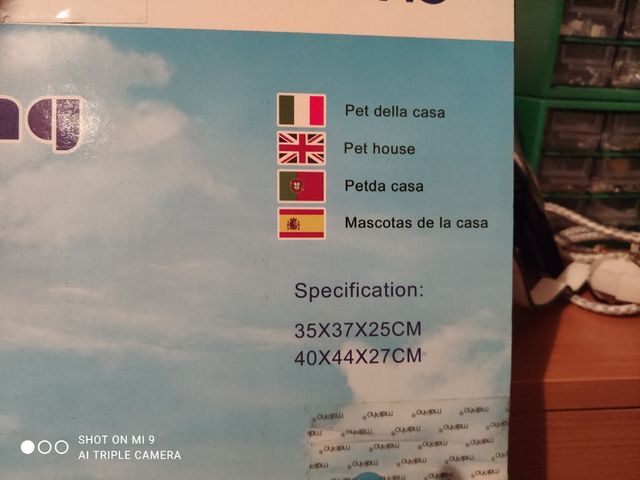 Pet della casa
Pet house
Petda casa
Mascotas de la casa
Specification:
35X37X25CM
40X44X27CM
SHOT ON MI 9
AI TRIPLE CAMERA